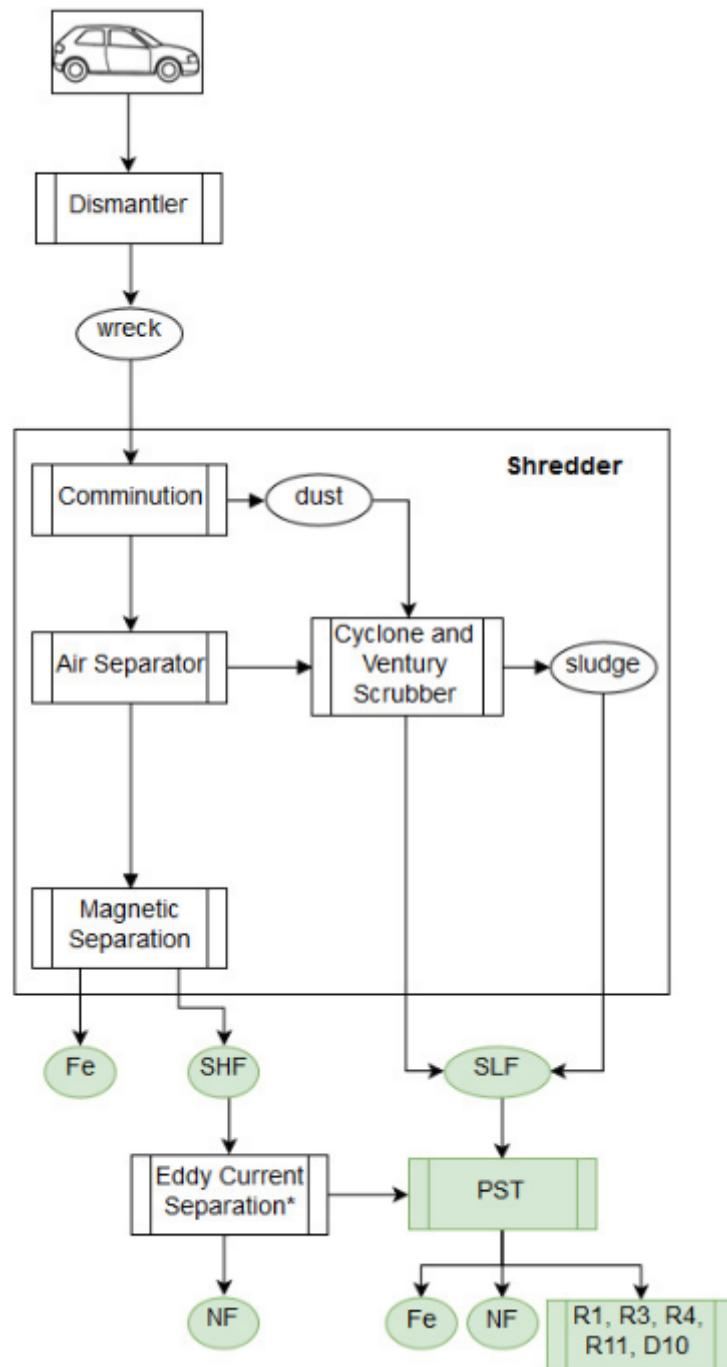 Dismantler
wreck
Shredder
Comminution
dust
Air Separator
Cyclone and
Ventury
Scrubber
sludge
Magnetic
Separation
Fe
SHF
SLF
Eddy Current
Separation*
PST
NF
Fe
NF
R1, R3, R4,
R11, D10